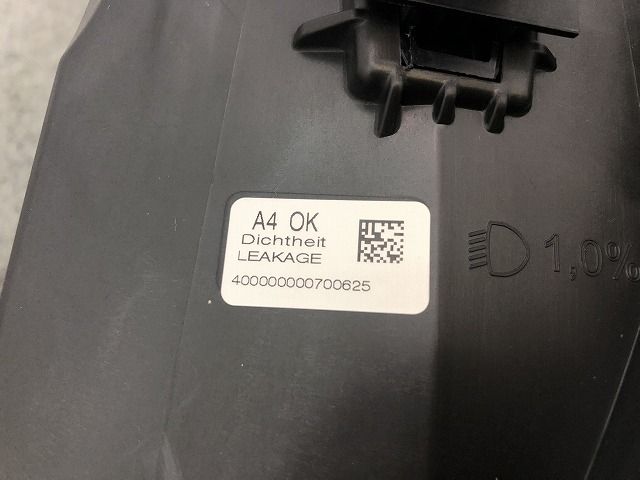 A4 OK
Dichtheit
LEAKAGE
400000000700625
1,0%